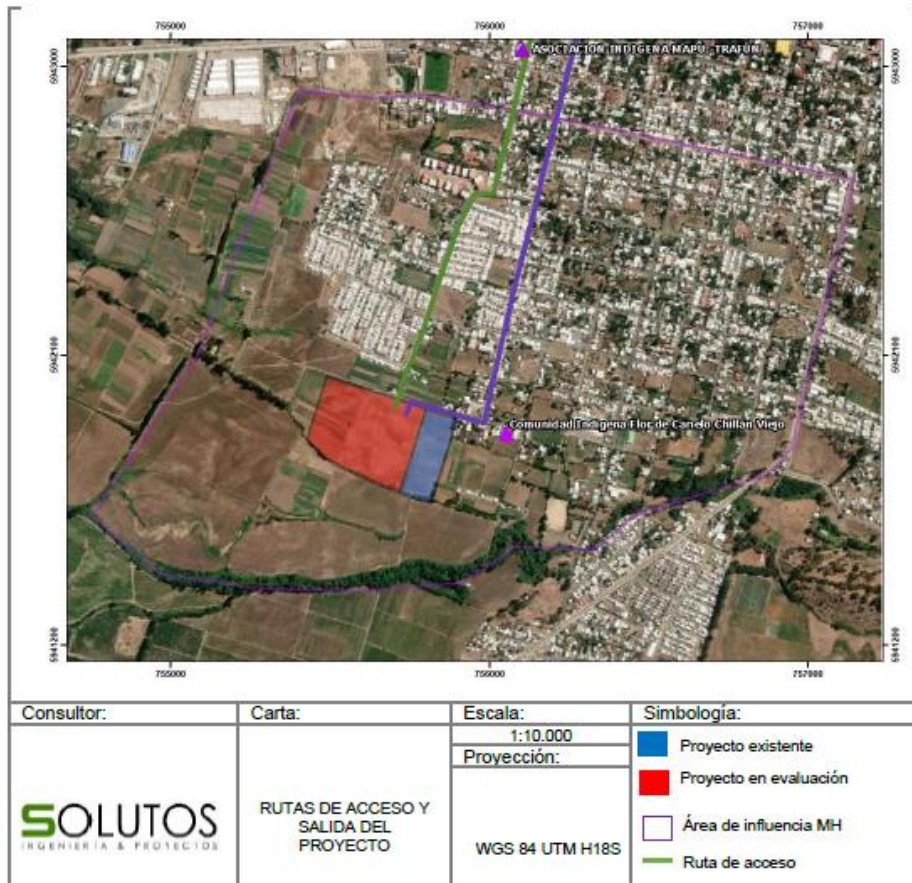 755000 756000 757000
5943000 5943000
ASOCIACION INDIGENA MAPU -TRAFUN
5942100 5942100
Comunidad Indigena Flor de Canelo Chillan Viejo
5941200 5941200
755000 756000 757000
Consultor:
SOLUTOS
INGENIERIA & PROYECTOS
Carta:
RUTAS DE ACCESO Y
SALIDA DEL
PROYECTO
Escala:
1:10.000
Proyección:
WGS 84 UTM H18S
Simbología:
Proyecto existente
Proyecto en evaluación
Área de influencia MH
Ruta de acceso